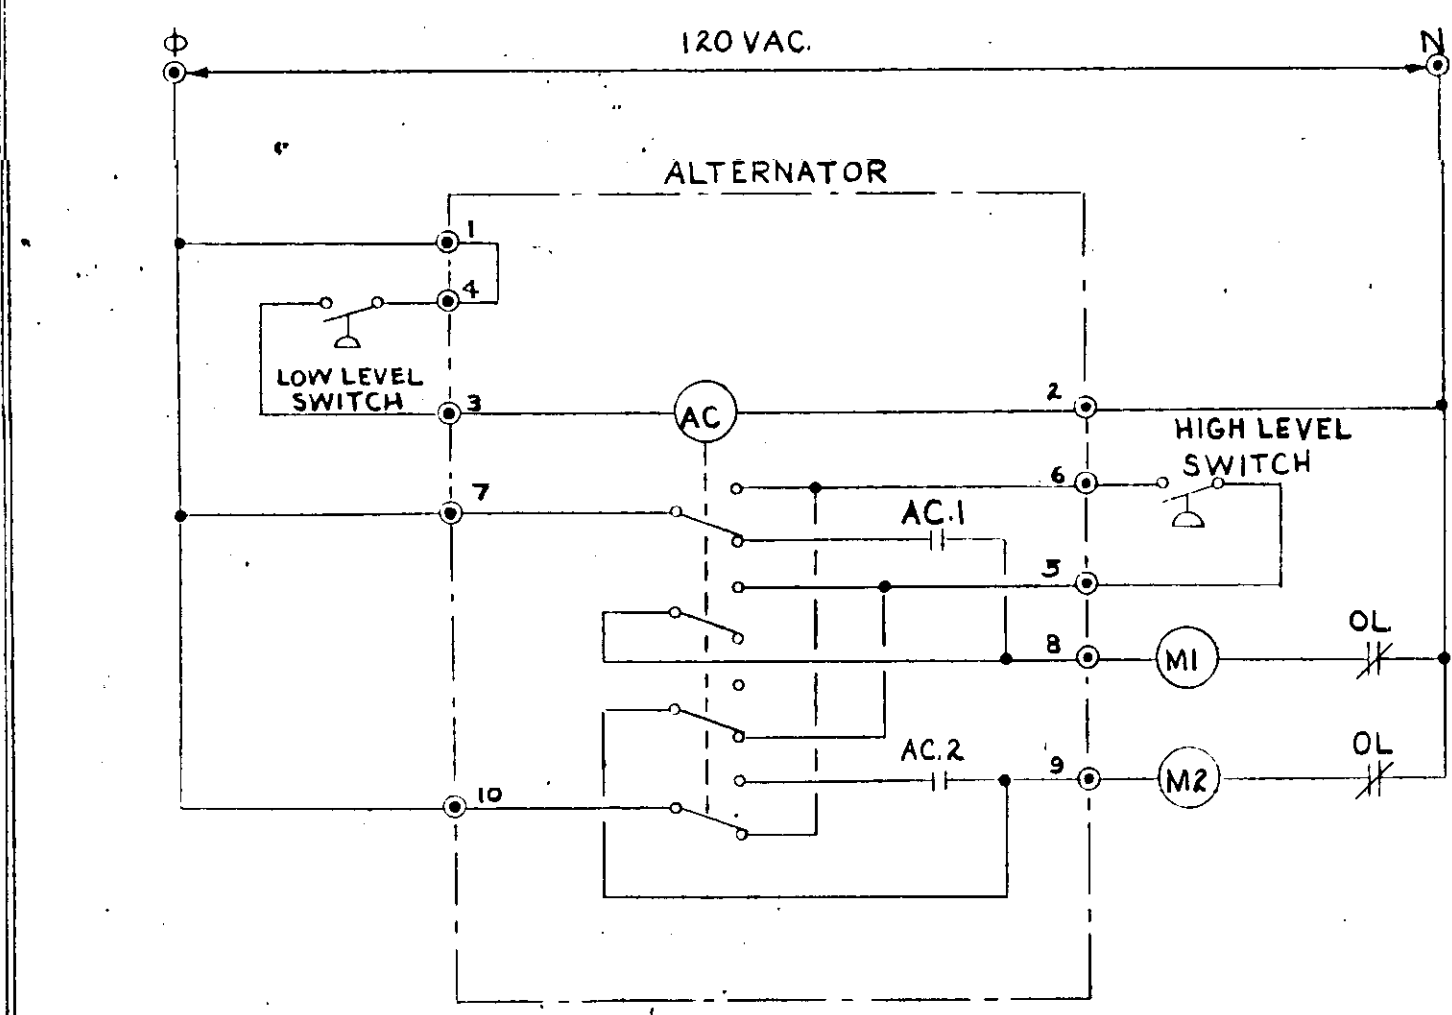 Φ
120 VAC.
N
ALTERNATOR
1
4
LOW LEVEL
SWITCH
3
AC
2
HIGH LEVEL
SWITCH
7
6
AC.1
5
8
M1
OL.
AC.2
9
M2
OL
10